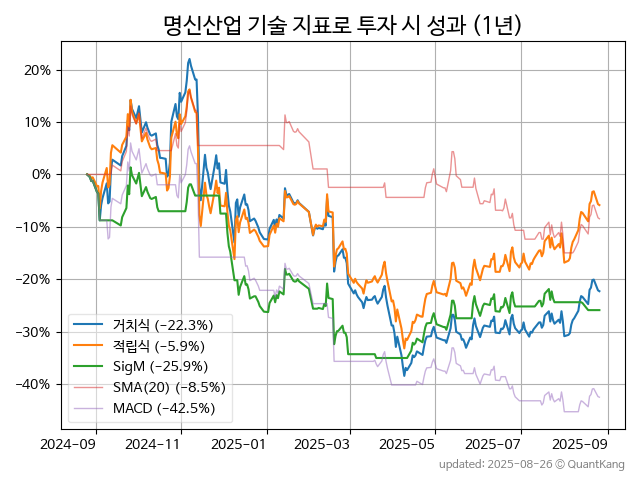 명신산업 기술 지표로 투자 시 성과 (1년)
20%
10%
0%
−10%
−20%
−30%
−40%
거치식 (−22.3%)
적립식 (−5.9%)
SigM (−25.9%)
SMA(20) (−8.5%)
MACD (−42.5%)
2024-09 2024-11 2025-01 2025-03 2025-05 2025-07 2025-09
updated: 2025-08-26 © QuantKang